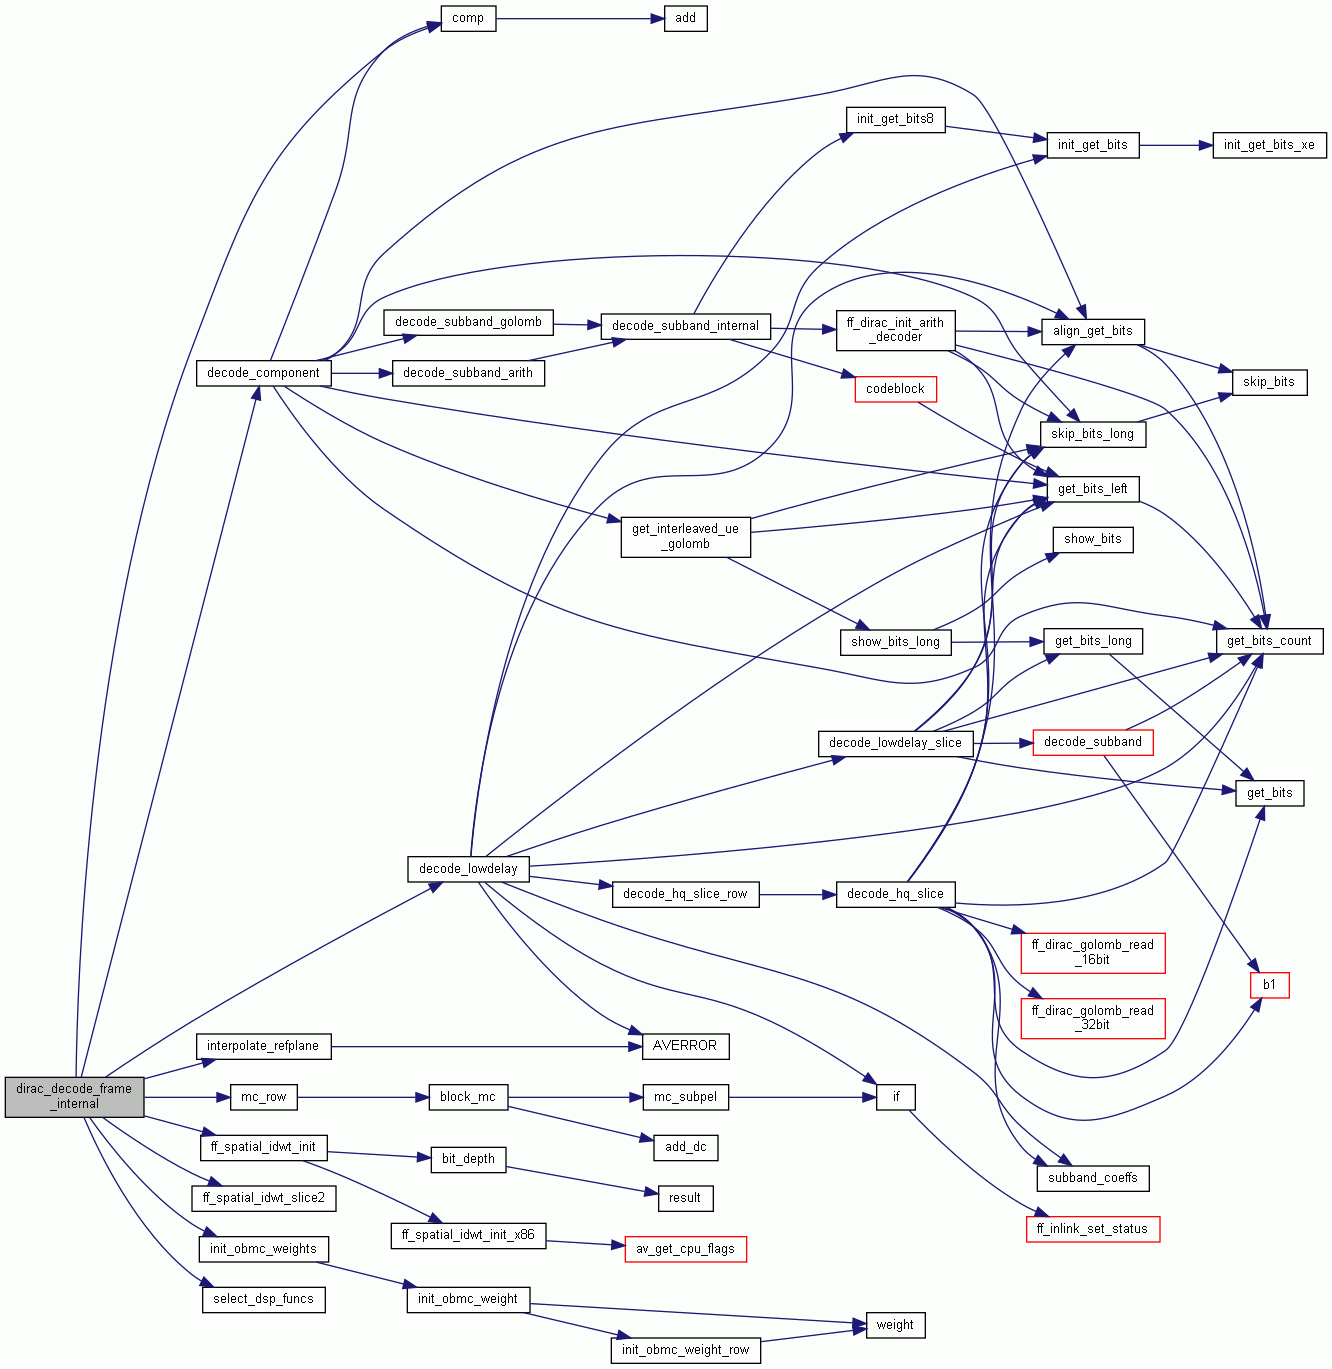 comp
add
init_get_bits8
init_get_bits
init_get_bits_xe
decode_subband_golomb
decode_subband_internal
ff_dirac_init_arith
_decoder
align_get_bits
decode_component
decode_subband_arith
codeblock
skip_bits
skip_bits_long
get_bits_left
get_interleaved_ue
_golomb
show_bits
show_bits_long
get_bits_long
get_bits_count
decode_lowdelay_slice
decode_subband
get_bits
decode_lowdelay
decode_hq_slice_row
decode_hq_slice
ff_dirac_golomb_read
_16bit
b1
ff_dirac_golomb_read
_32bit
interpolate_refplane
AVERROR
dirac_decode_frame
_internal
mc_row
block_mc
mc_subpel
if
ff_spatial_idwt_init
bit_depth
add_dc
subband_coeffs
ff_spatial_idwt_slice2
result
ff_spatial_idwt_init_x86
ff_inlink_set_status
init_obmc_weights
av_get_cpu_flags
select_dsp_funcs
init_obmc_weight
weight
init_obmc_weight_row